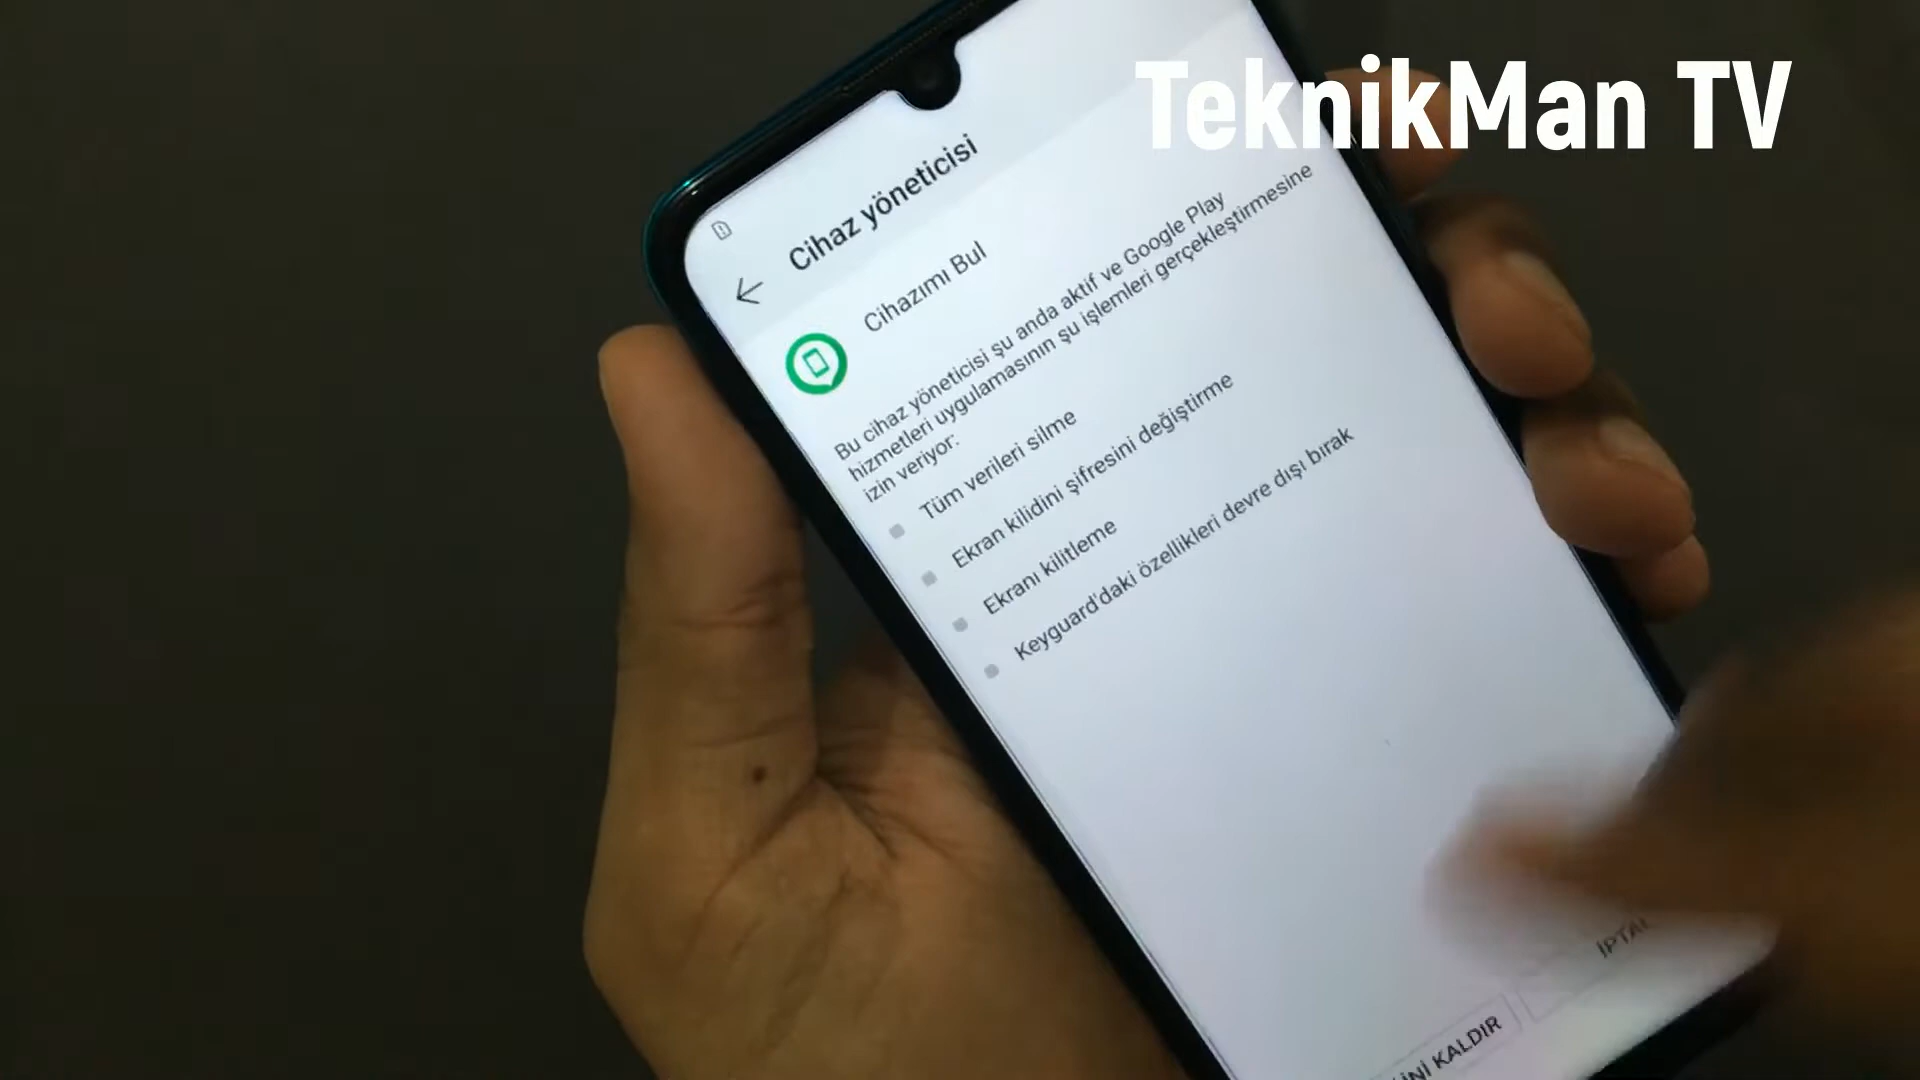 TeknikMan TV
Cihaz yöneticisi
Cihazımı Bul
Bu cihaz yöneticisi şu anda aktif ve Google Play
hizmetleri uygulamasının şu işlemleri gerçekleştirmesine
izin veriyor:
Tüm verileri silme
Ekran kilidini şifresini değiştirme
Ekranı kilitleme
Keyguard'daki özellikleri devre dışı bırak
KALDIR